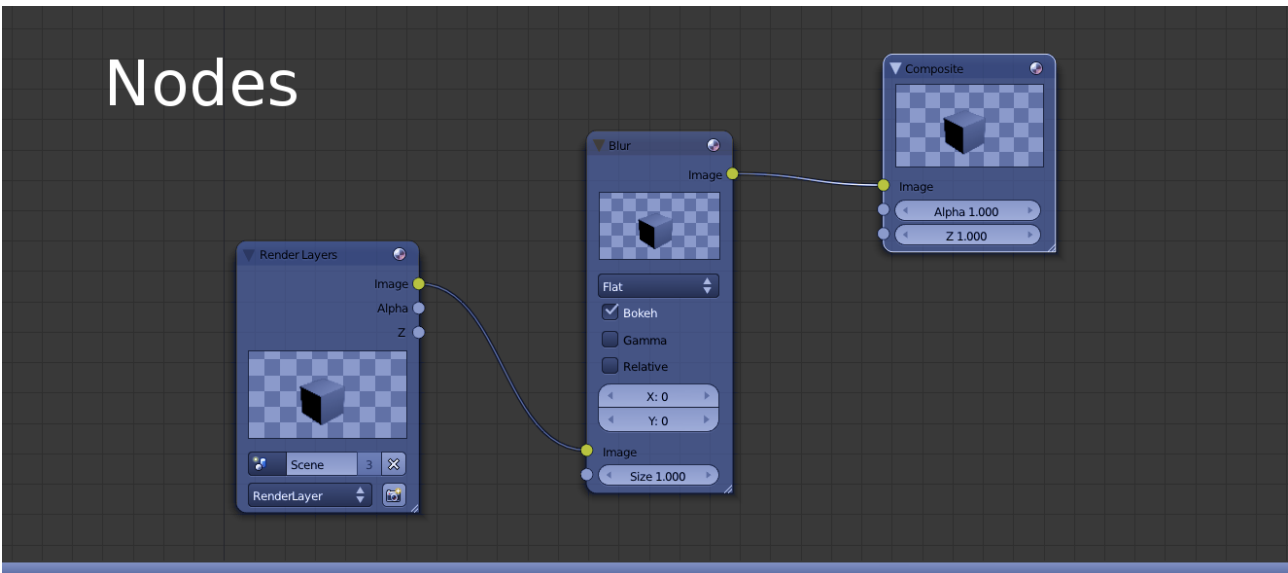 Nodes
Render Layers
Image
Alpha
Z
Scene 3
RenderLayer
Blur
Image
Flat
Bokeh
Gamma
Relative
X: 0
Y: 0
Image
Size 1.000
Composite
Image
Alpha 1.000
Z 1.000